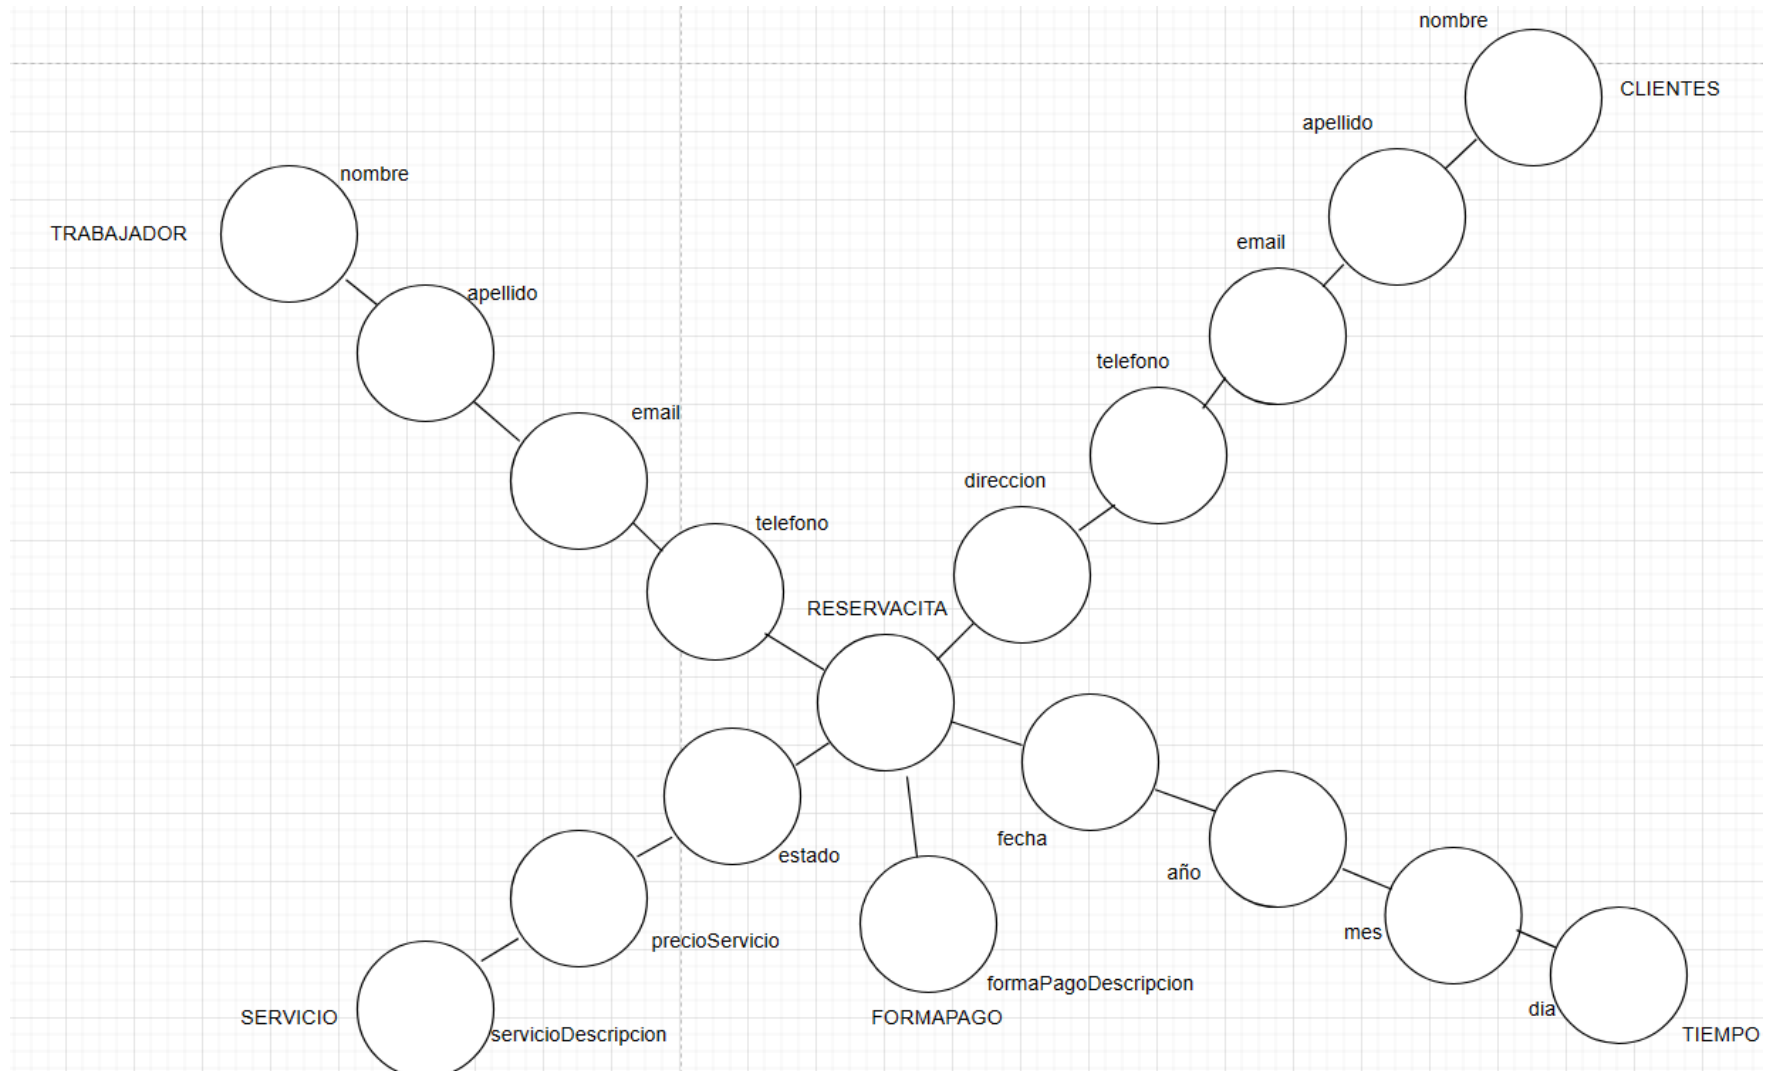 nombre
CLIENTES
apellido
nombre
TRABAJADOR
email
apellido
telefono
email
direccion
telefono
RESERVACITA
fecha
estado
año
mes
precioServicio
formaPagoDescripcion
dia
SERVICIO
FORMAPAGO
servicioDescripcion
TIEMPO